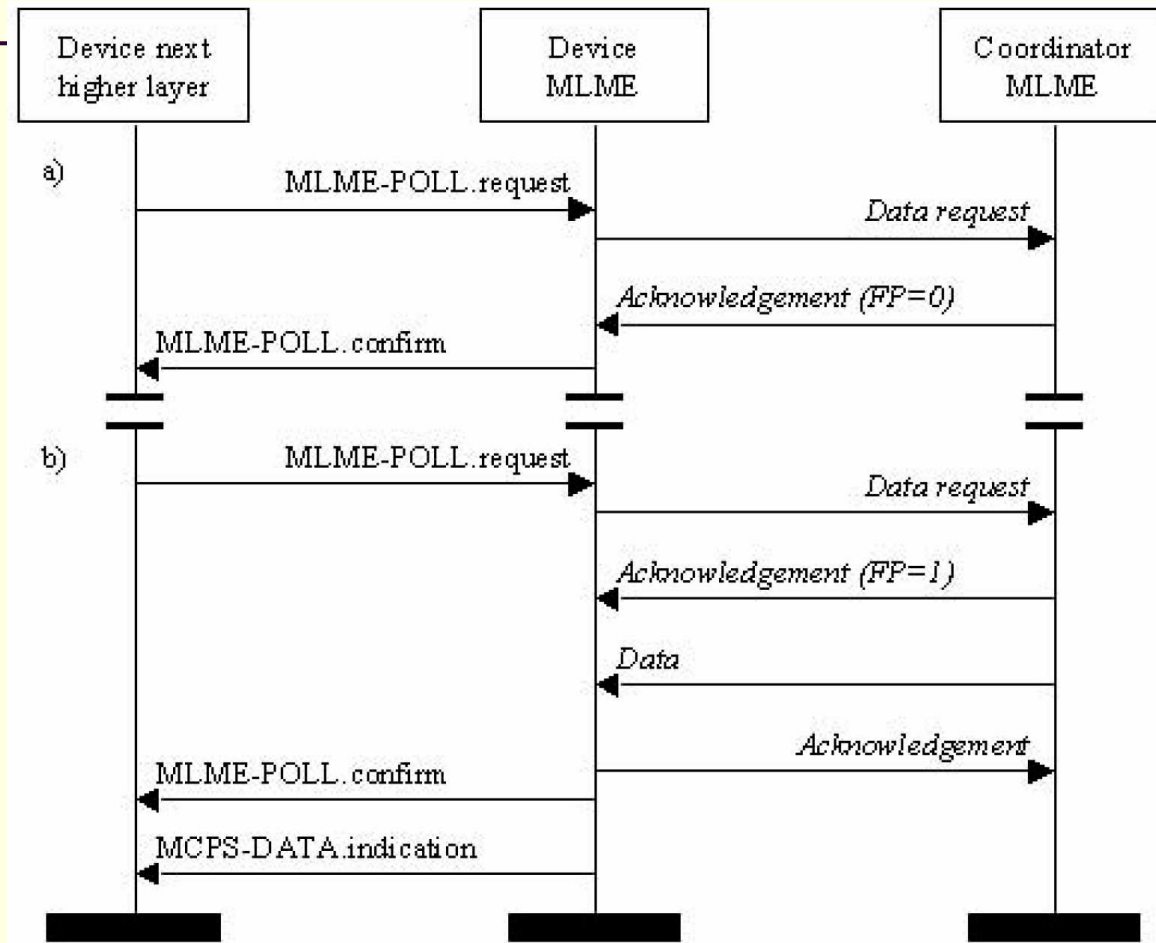 Device next
higher layer
Device
MLME
Coordinator
MLME
a)
MLME-POLL.request
Data request
Acknowledgement (FP=0)
MLME-POLL.confirm
b)
MLME-POLL.request
Data request
Acknowledgement (FP=1)
Data
Acknowledgement
MLME-POLL.confirm
MCPS-DATA.indication